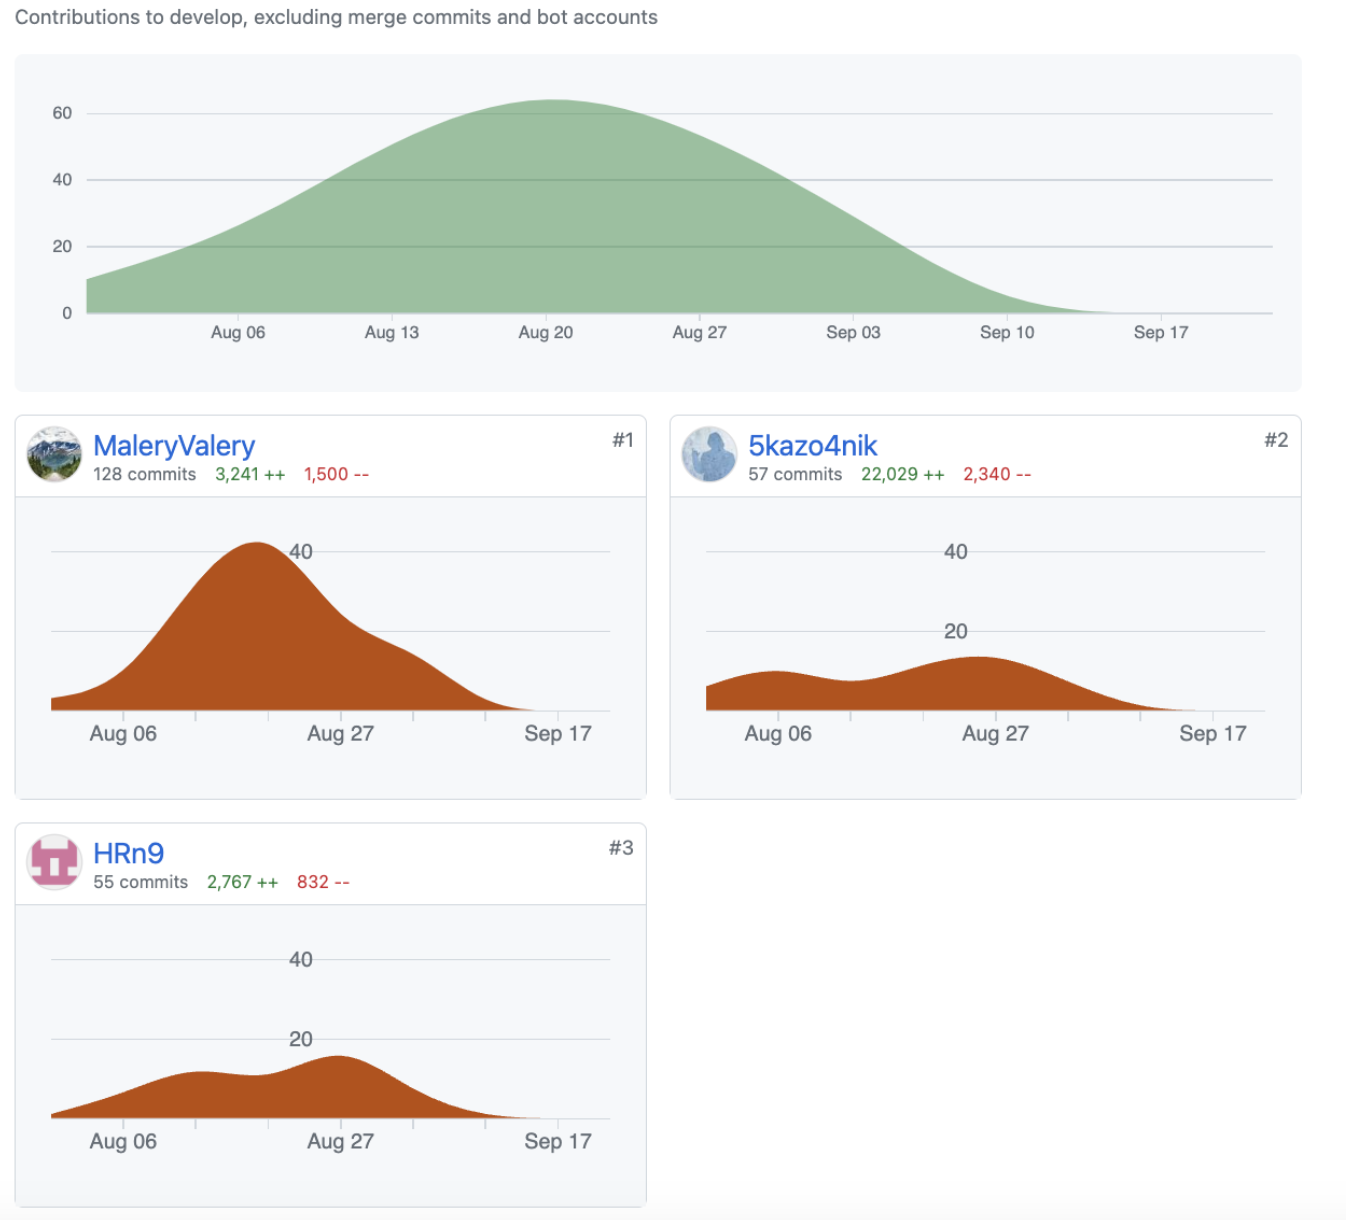 Contributions to develop, excluding merge commits and bot accounts
60
40
20
0
Aug 06 Aug 13 Aug 20 Aug 27 Sep 03 Sep 10 Sep 17
MaleryValery #1
128 commits 3,241 ++ 1,500 --
40
Aug 06 Aug 27 Sep 17
5kazo4nik #2
57 commits 22,029 ++ 2,340 --
40
20
Aug 06 Aug 27 Sep 17
HRn9 #3
55 commits 2,767 ++ 832 --
40
20
Aug 06 Aug 27 Sep 17